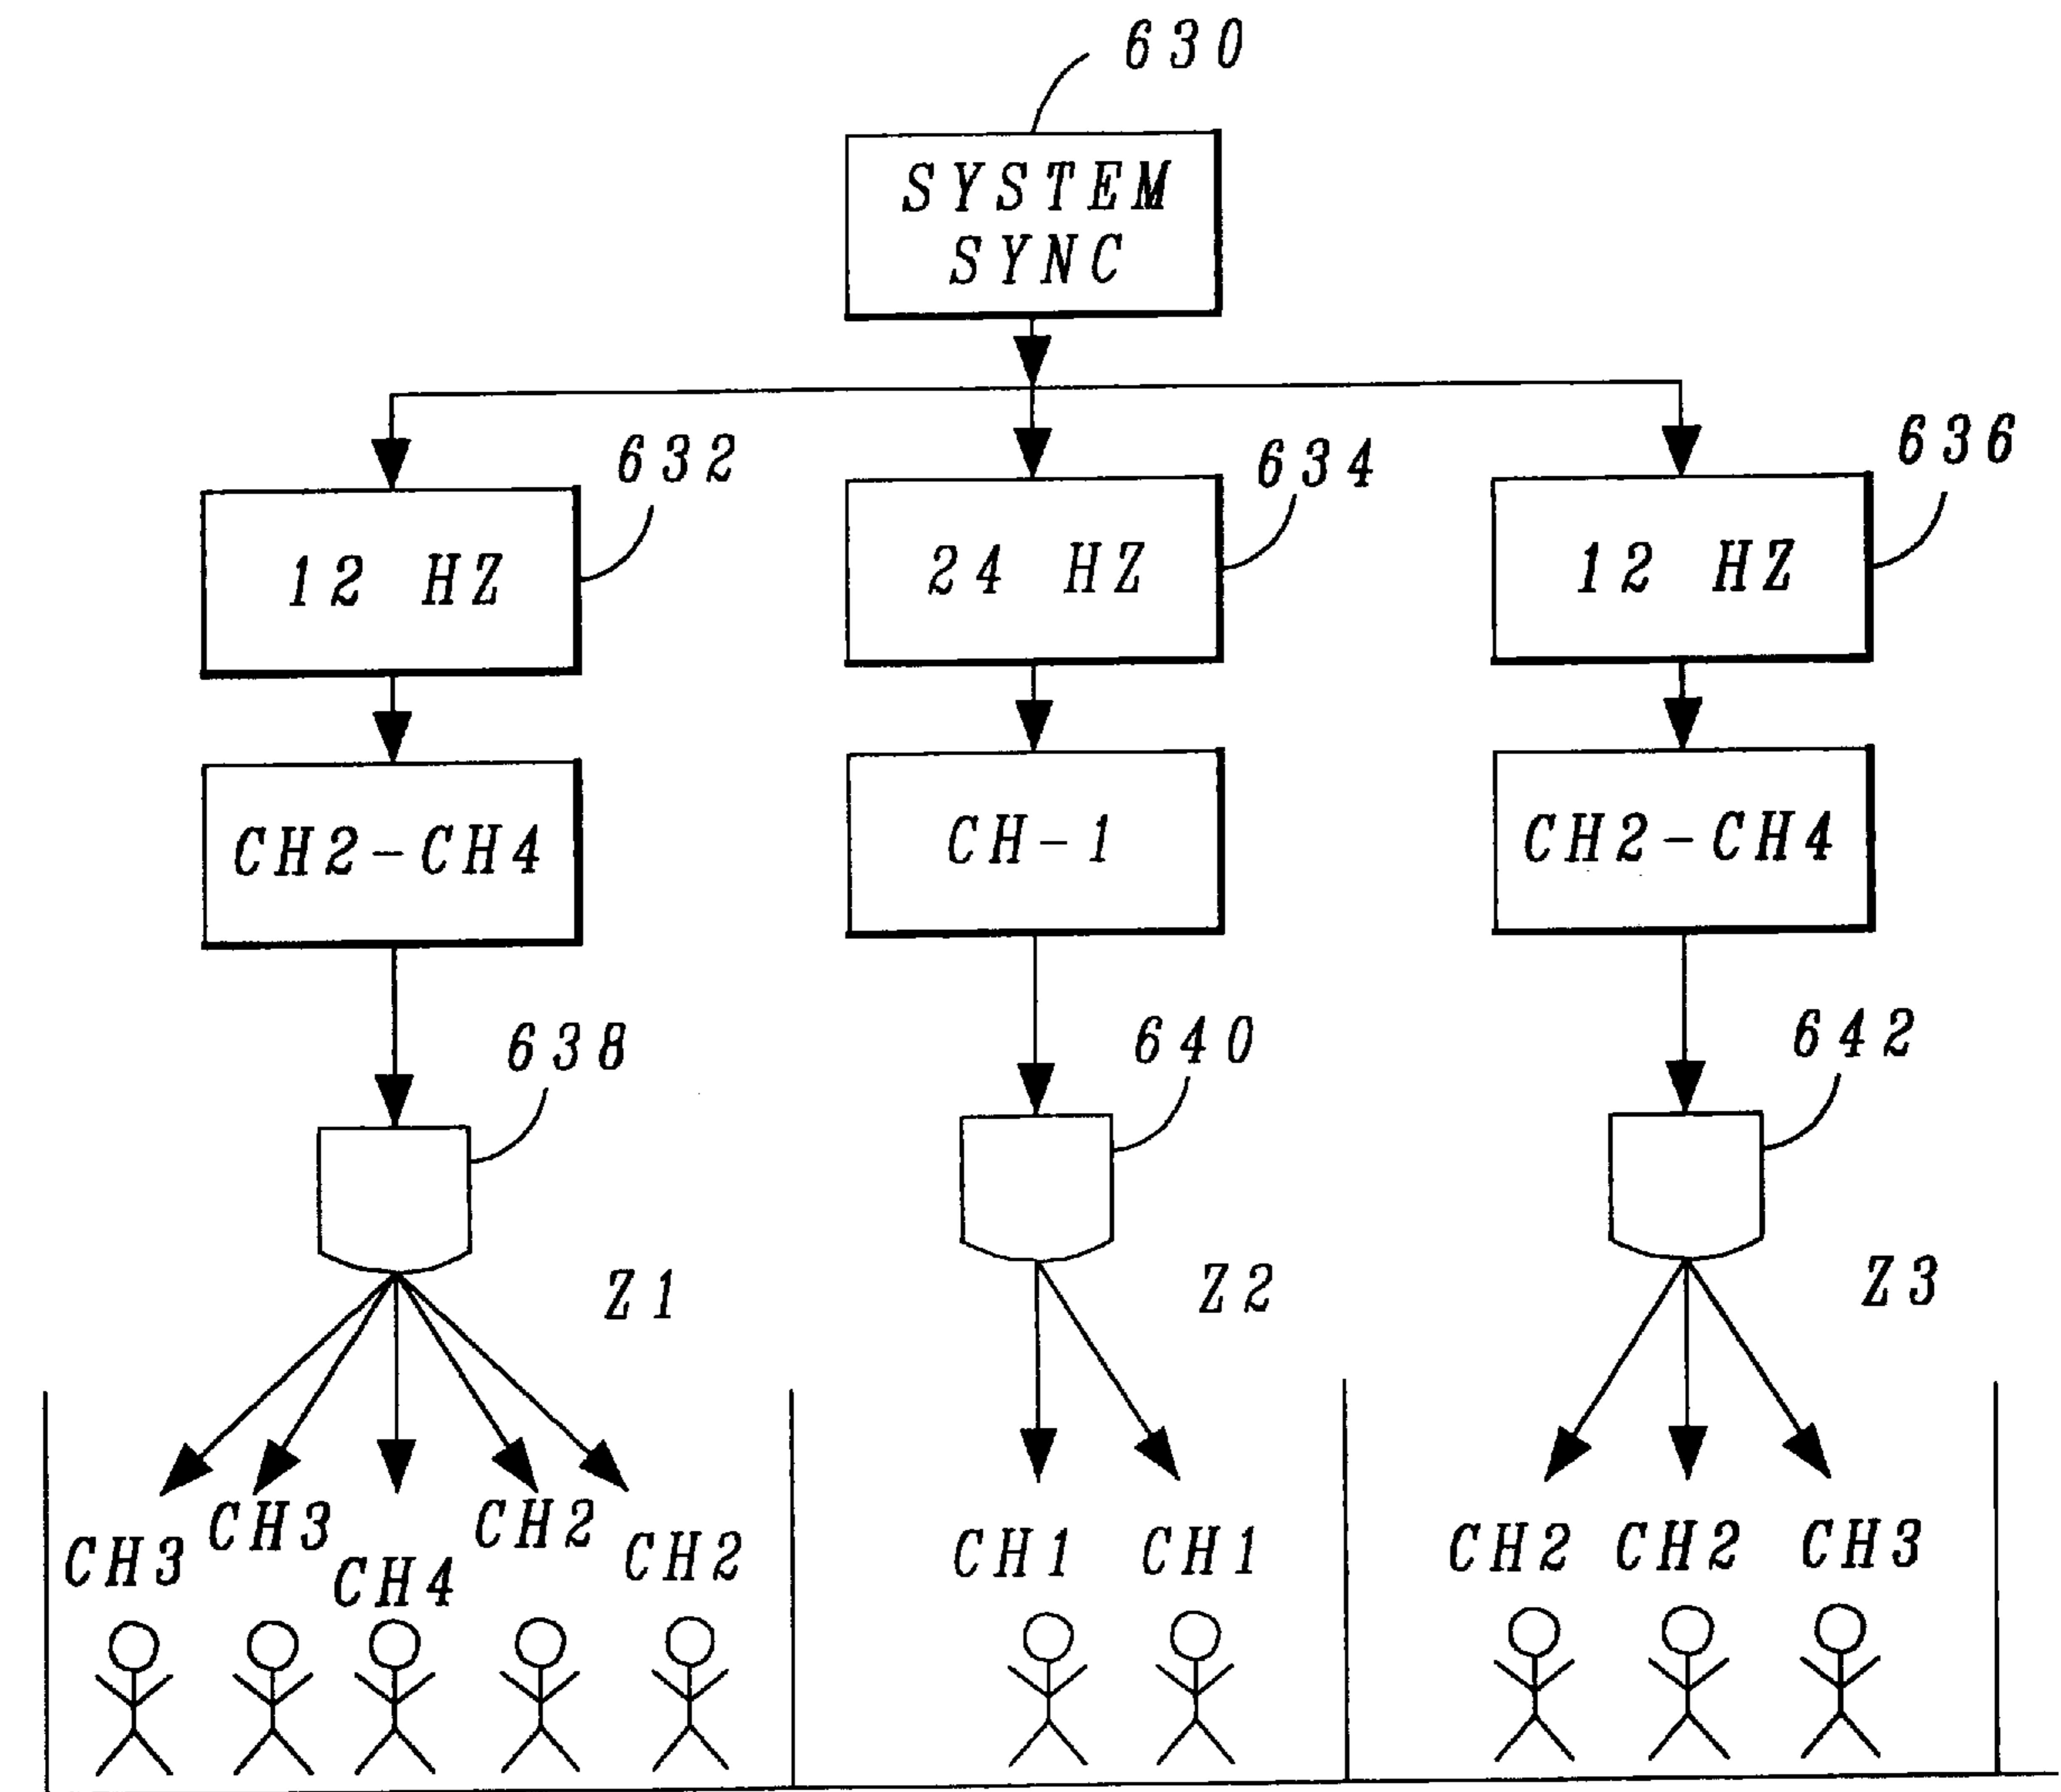 630
SYSTEM
SYNC
632
634
636
12 HZ
24 HZ
12 HZ
CH2-CH4
CH-1
CH2-CH4
638
640
642
Z1
Z2
Z3
CH3
CH3
CH4
CH2
CH2
CH1
CH1
CH2
CH2
CH3